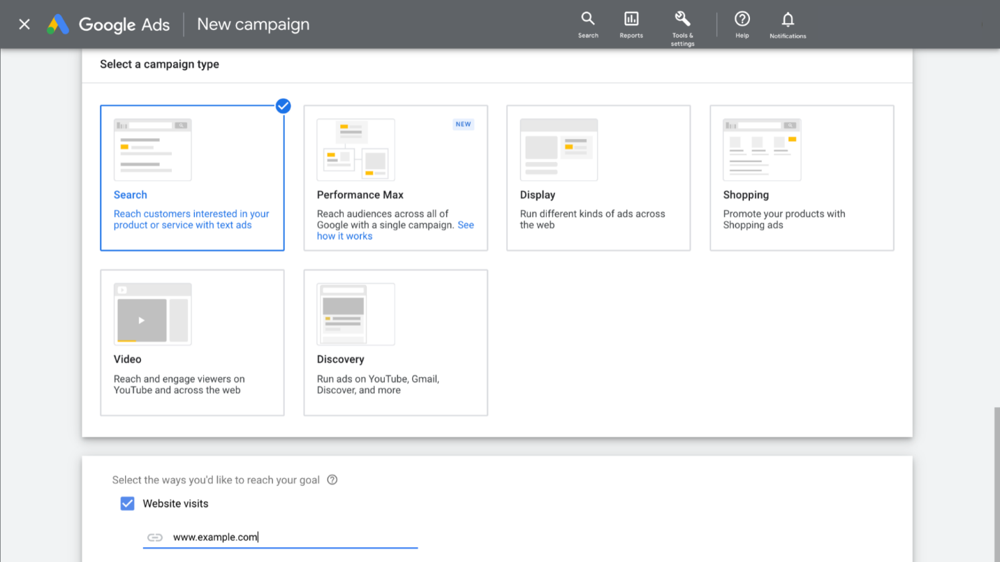 Google Ads
New campaign
Search
Reports
Tools &
settings
Help
Notifications
Select a campaign type
Search
Reach customers interested in your
product or service with text ads
NEW
Performance Max
Reach audiences across all of
Google with a single campaign. See
how it works
Display
Run different kinds of ads across
the web
Shopping
Promote your products with
Shopping ads
Video
Reach and engage viewers on
YouTube and across the web
Discovery
Run ads on YouTube, Gmail,
Discover, and more
Select the ways you'd like to reach your goal
Website visits
www.example.com